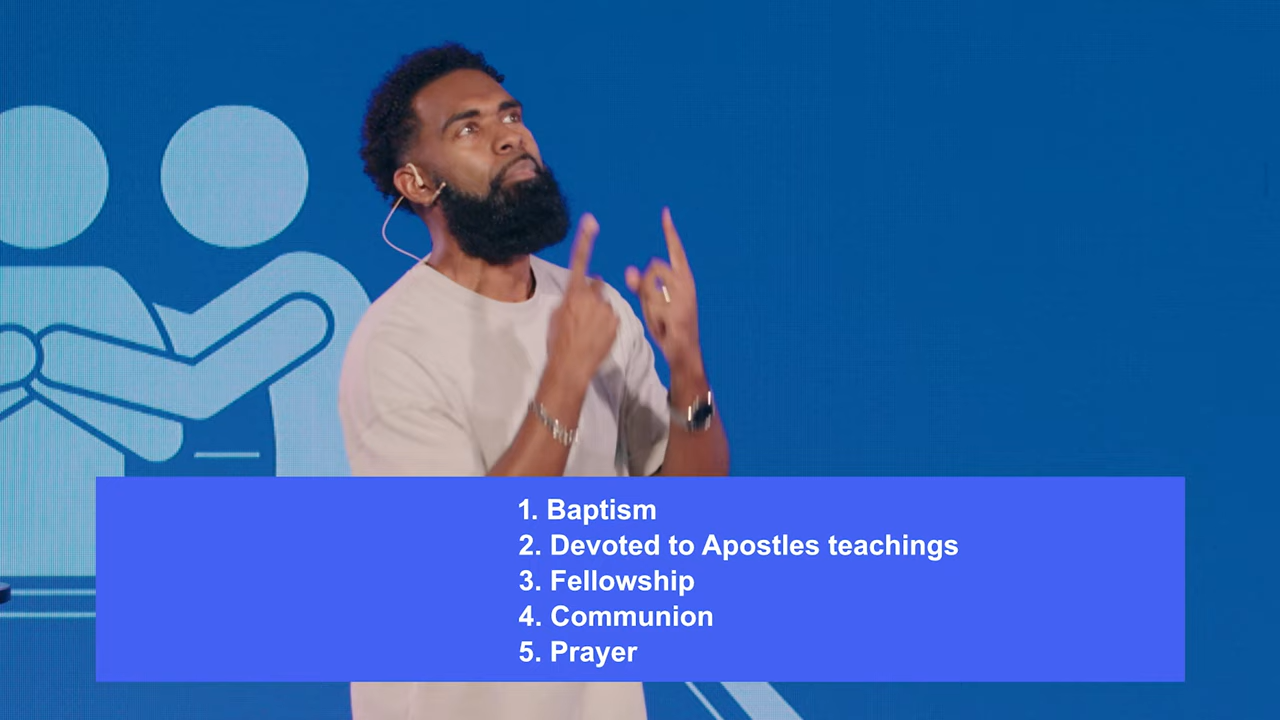 1. Baptism
2. Devoted to Apostles teachings
3. Fellowship
4. Communion
5. Prayer